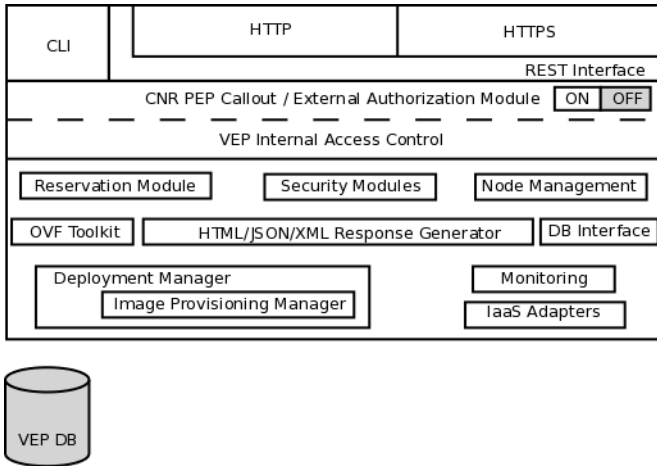 CLI
HTTP
HTTPS
REST Interface
CNR PEP Callout / External Authorization Module
ON
OFF
VEP Internal Access Control
Reservation Module
Security Modules
Node Management
OVF Toolkit
HTML/JSON/XML Response Generator
DB Interface
Deployment Manager
Image Provisioning Manager
Monitoring
IaaS Adapters
VEP DB